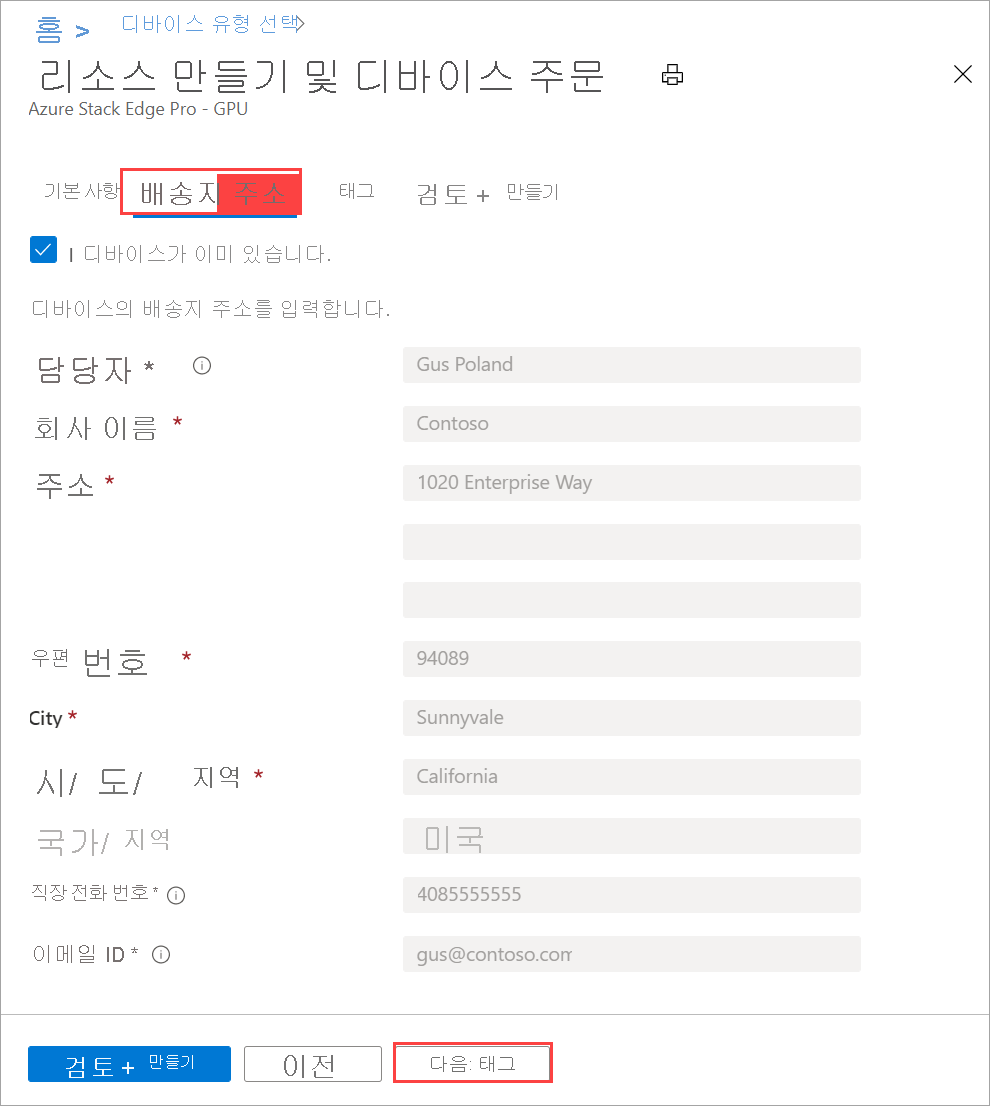 홈 > 디바이스 유형 선택>
리소스 만들기 및 디바이스 주문
Azure Stack Edge Pro - GPU
기본 사항 배송지 주소 태그 검토 + 만들기
I 디바이스가 이미 있습니다.
디바이스의 배송지 주소를 입력합니다.
담당자 * Gus Poland
회사 이름 * Contoso
주소 * 1020 Enterprise Way
우편 번호 * 94089
City * Sunnyvale
시/ 도/ 지역 * California
국가/ 지역 미국
직장 전화 번호 * 4085555555
이메일 ID * gus@contoso.com
검토 + 만들기 이전 다음: 태그